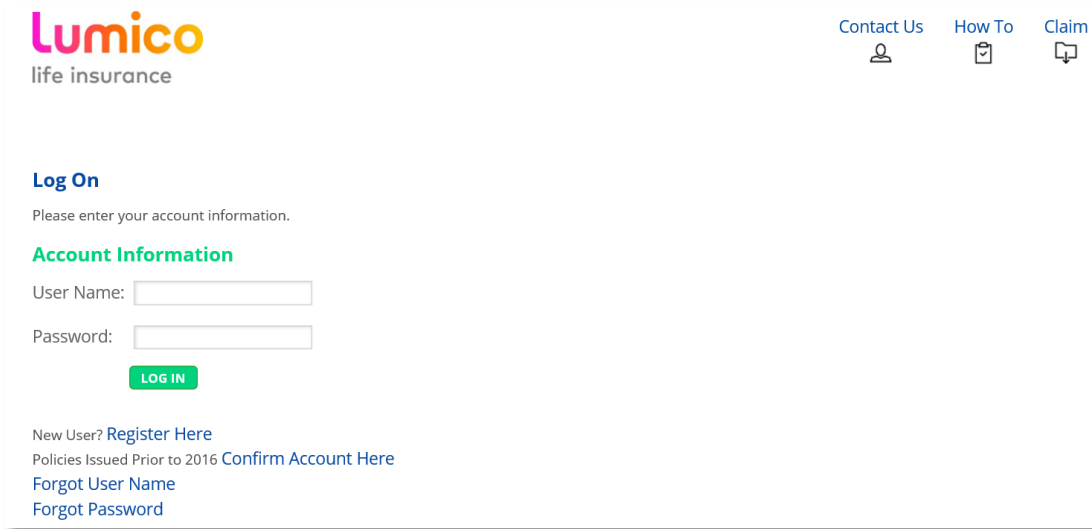 Lumico
life insurance
Contact Us How To Claim
Log On
Please enter your account information.
Account Information
User Name:
Password:
LOG IN
New User? Register Here
Policies Issued Prior to 2016 Confirm Account Here
Forgot User Name
Forgot Password